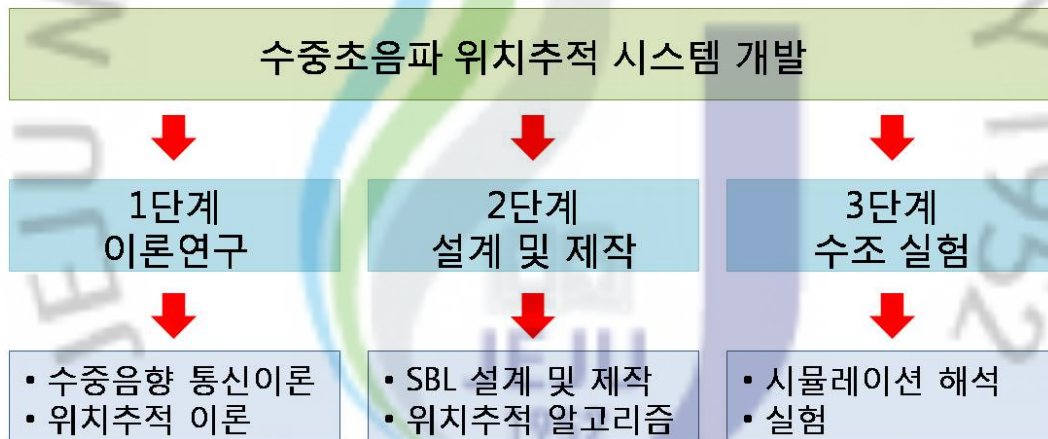 수중초음파 위치추적 시스템 개발
1단계
이론연구
2단계
설계 및 제작
3단계
수조 실험
• 수중음향 통신이론
• 위치추적 이론
• SBL 설계 및 제작
• 위치추적 알고리즘
• 시뮬레이션 해석
• 실험
JEJU
1952